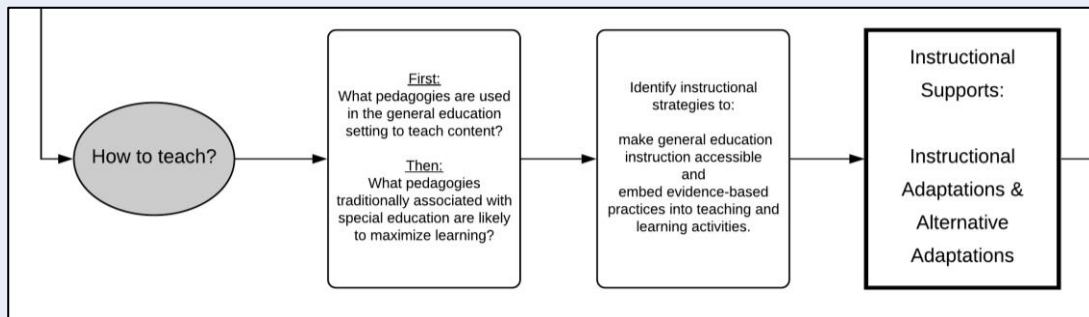 How to teach?
First:
What pedagogies are used
in the general education
setting to teach content?
Then:
What pedagogies
traditionally associated with
special education are likely
to maximize learning?
Identify instructional
strategies to:
make general education
instruction accessible
and
embed evidence-based
practices into teaching and
learning activities.
Instructional
Supports:
Instructional
Adaptations &
Alternative
Adaptations